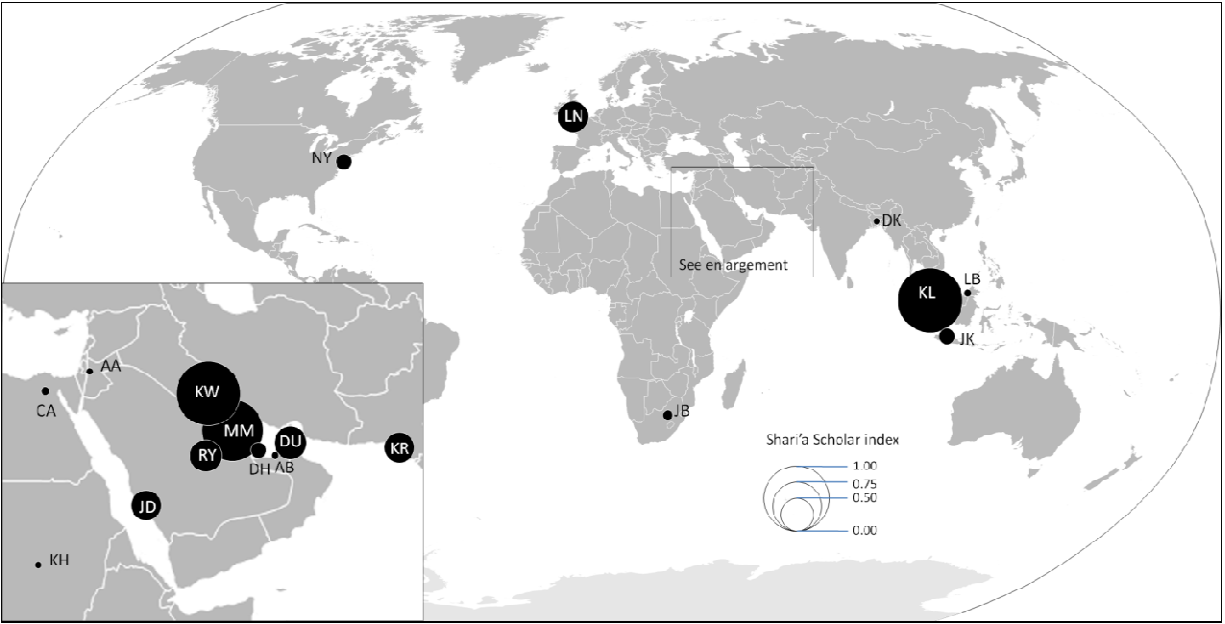 LN
NY
DK
See enlargement
LB
KL
JK
AA
CA
KW
MM
DU
RY
KR
DH
AB
JD
KH
JB
Shari'a Scholar index
1.00
0.75
0.50
0.00